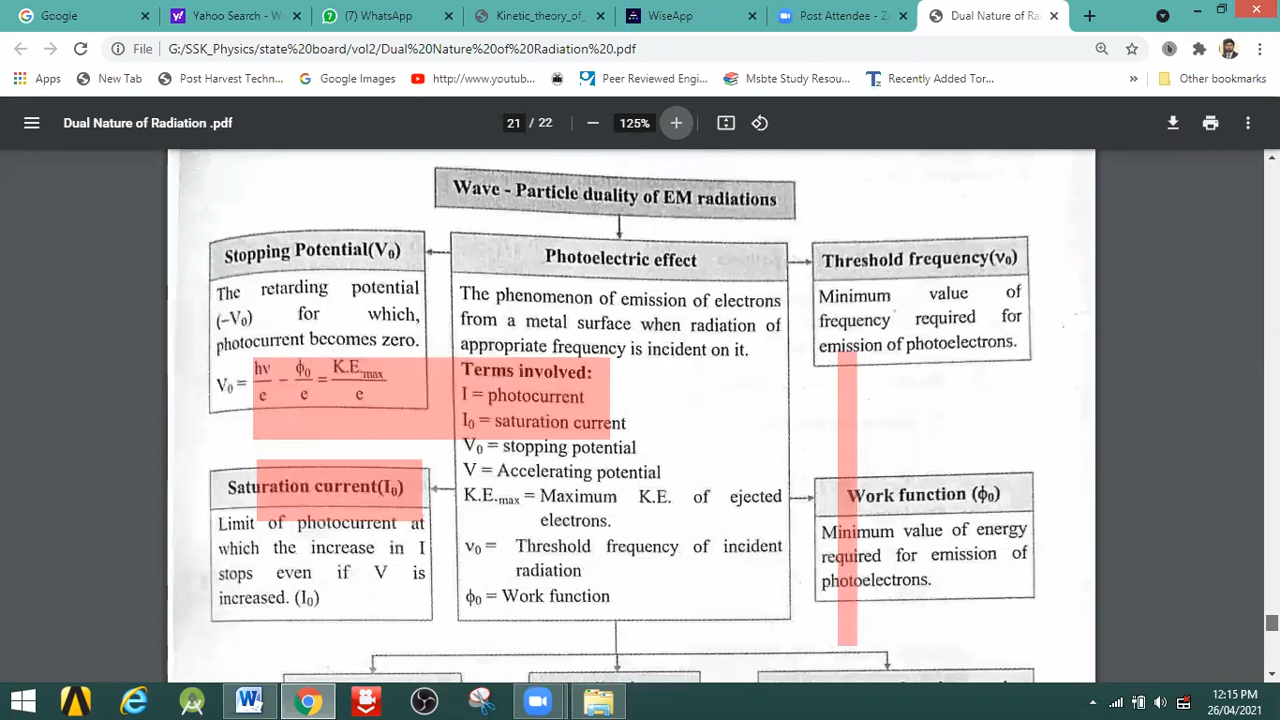 Google
Yahoo Search - W
(7) WhatsApp
Kinetic_theory_of_
WiseApp
Post Attendee - Z
Dual Nature of Ra
File
G:/SSK_Physics/state%20board/vol2/Dual%20Nature%20of%20Radiation%20.pdf
Apps
New Tab
Post Harvest Techn...
Google Images
http://www.youtub...
Peer Reviewed Engi...
Msbte Study Resou...
Recently Added Tor...
»
Other bookmarks
Dual Nature of Radiation .pdf
21 / 22
125%
Wave - Particle duality of EM radiations
Stopping Potential(V₀)
The retarding potential
(–V₀) for which,
photocurrent becomes zero.
V₀ = hν/e − ϕ₀/e = K.E.max/e
Photoelectric effect
The phenomenon of emission of electrons
from a metal surface when radiation of
appropriate frequency is incident on it.
Terms involved:
I = photocurrent
I₀ = saturation current
V₀ = stopping potential
V = Accelerating potential
K.E.max = Maximum K.E. of ejected
electrons.
ν₀ = Threshold frequency of incident
radiation
ϕ₀ = Work function
Threshold frequency(ν₀)
Minimum value of
frequency required for
emission of photoelectrons.
Saturation current(I₀)
Limit of photocurrent at
which the increase in I
stops even if V is
increased. (I₀)
Work function (ϕ₀)
Minimum value of energy
required for emission of
photoelectrons.
12:15 PM
26/04/2021